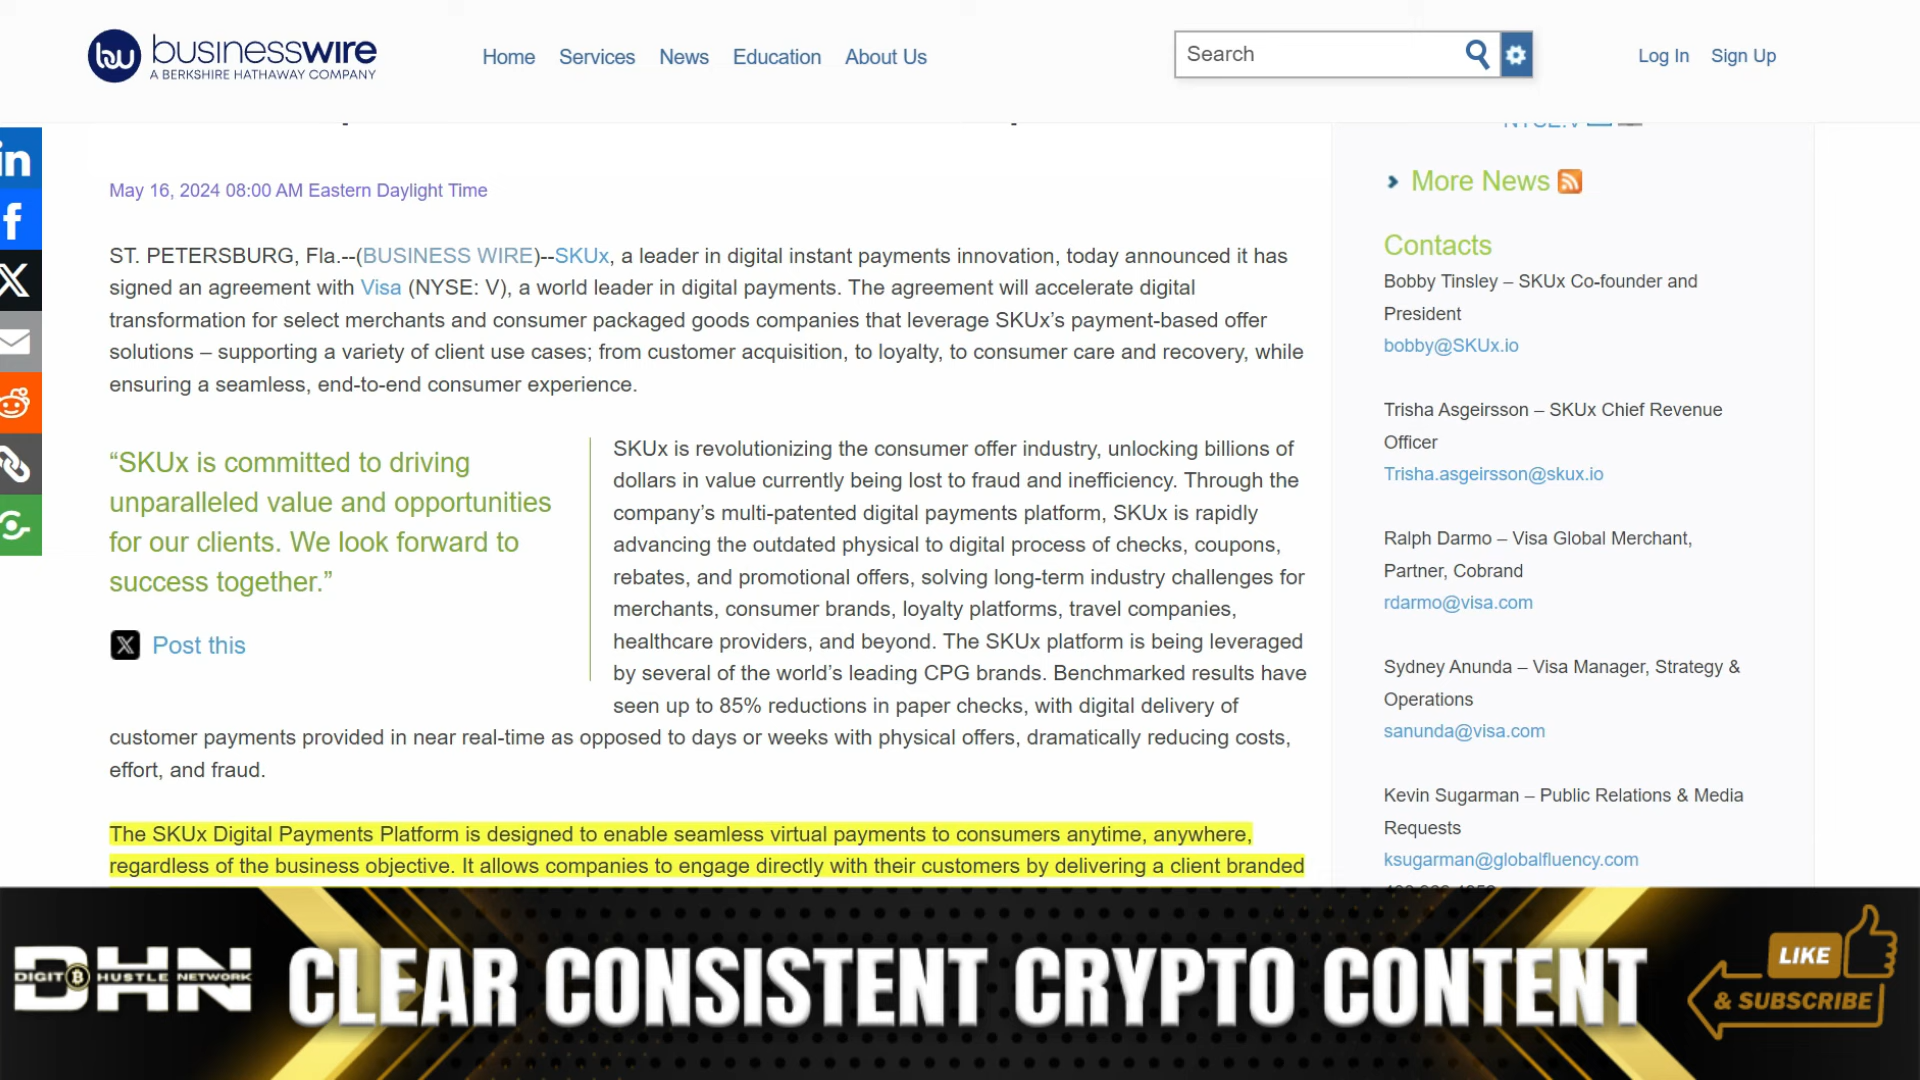 businesswire
A BERKSHIRE HATHAWAY COMPANY
Home Services News Education About Us
Search
Log In Sign Up
May 16, 2024 08:00 AM Eastern Daylight Time
ST. PETERSBURG, Fla.--(BUSINESS WIRE)--SKUx, a leader in digital instant payments innovation, today announced it has
signed an agreement with Visa (NYSE: V), a world leader in digital payments. The agreement will accelerate digital
transformation for select merchants and consumer packaged goods companies that leverage SKUx’s payment-based offer
solutions – supporting a variety of client use cases; from customer acquisition, to loyalty, to consumer care and recovery, while
ensuring a seamless, end-to-end consumer experience.
“SKUx is committed to driving
unparalleled value and opportunities
for our clients. We look forward to
success together.”
Post this
SKUx is revolutionizing the consumer offer industry, unlocking billions of
dollars in value currently being lost to fraud and inefficiency. Through the
company’s multi-patented digital payments platform, SKUx is rapidly
advancing the outdated physical to digital process of checks, coupons,
rebates, and promotional offers, solving long-term industry challenges for
merchants, consumer brands, loyalty platforms, travel companies,
healthcare providers, and beyond. The SKUx platform is being leveraged
by several of the world’s leading CPG brands. Benchmarked results have
seen up to 85% reductions in paper checks, with digital delivery of
customer payments provided in near real-time as opposed to days or weeks with physical offers, dramatically reducing costs,
effort, and fraud.
The SKUx Digital Payments Platform is designed to enable seamless virtual payments to consumers anytime, anywhere,
regardless of the business objective. It allows companies to engage directly with their customers by delivering a client branded
More News
Contacts
Bobby Tinsley – SKUx Co-founder and
President
bobby@SKUx.io
Trisha Asgeirsson – SKUx Chief Revenue
Officer
Trisha.asgeirsson@skux.io
Ralph Darmo – Visa Global Merchant,
Partner, Cobrand
rdarmo@visa.com
Sydney Anunda – Visa Manager, Strategy &
Operations
sanunda@visa.com
Kevin Sugarman – Public Relations & Media
Requests
ksugarman@globalfluency.com
DHN
DIGIT HUSTLE NETWORK
CLEAR CONSISTENT CRYPTO CONTENT
LIKE
& SUBSCRIBE